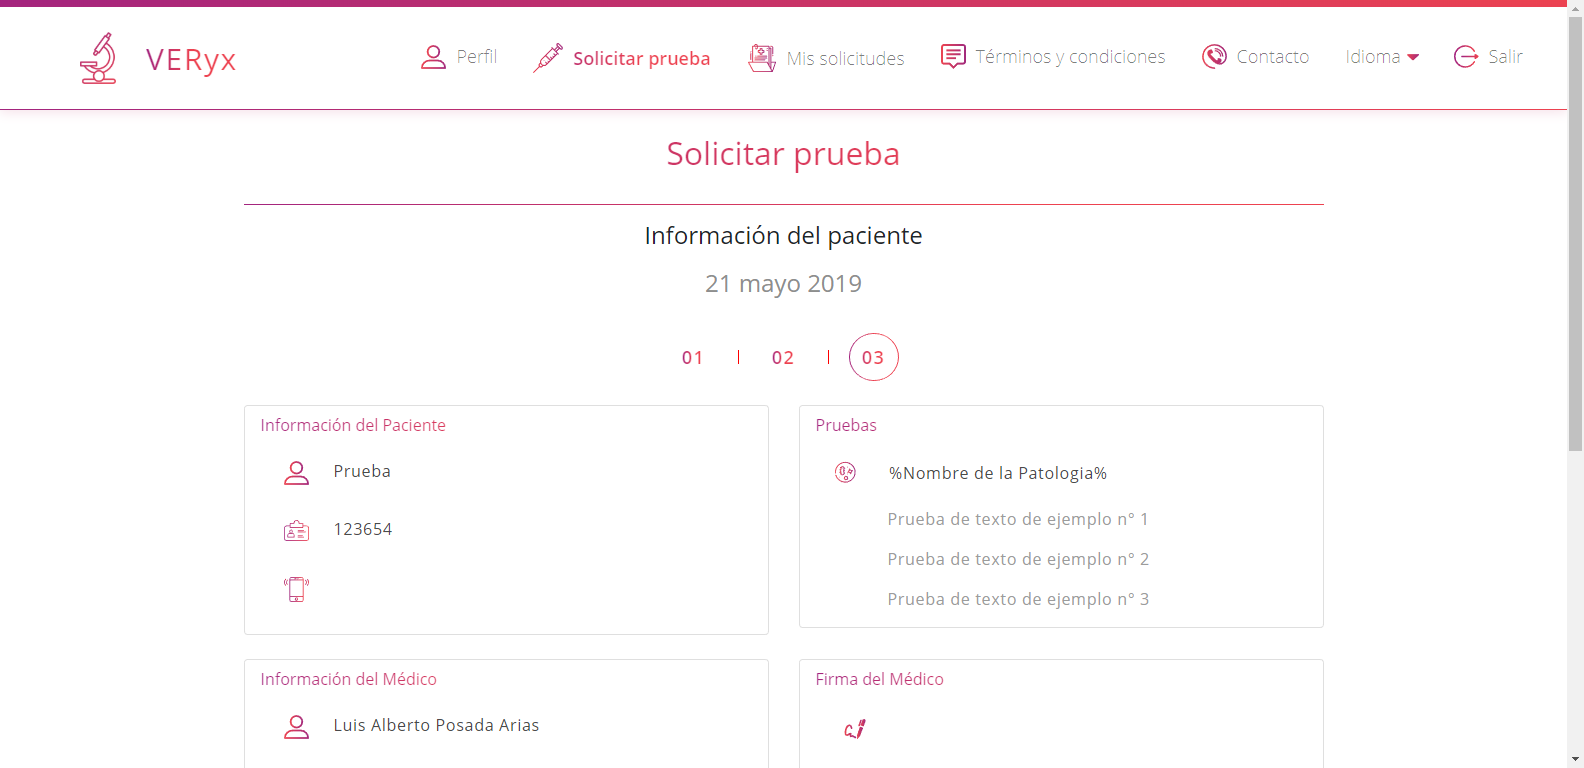 VERyx
Perfil
Solicitar prueba
Mis solicitudes
Términos y condiciones
Contacto
Idioma
Salir
Solicitar prueba
Información del paciente
21 mayo 2019
01
02
03
Información del Paciente
Prueba
123654
Pruebas
%Nombre de la Patologia%
Prueba de texto de ejemplo n° 1
Prueba de texto de ejemplo n° 2
Prueba de texto de ejemplo n° 3
Información del Médico
Luis Alberto Posada Arias
Firma del Médico